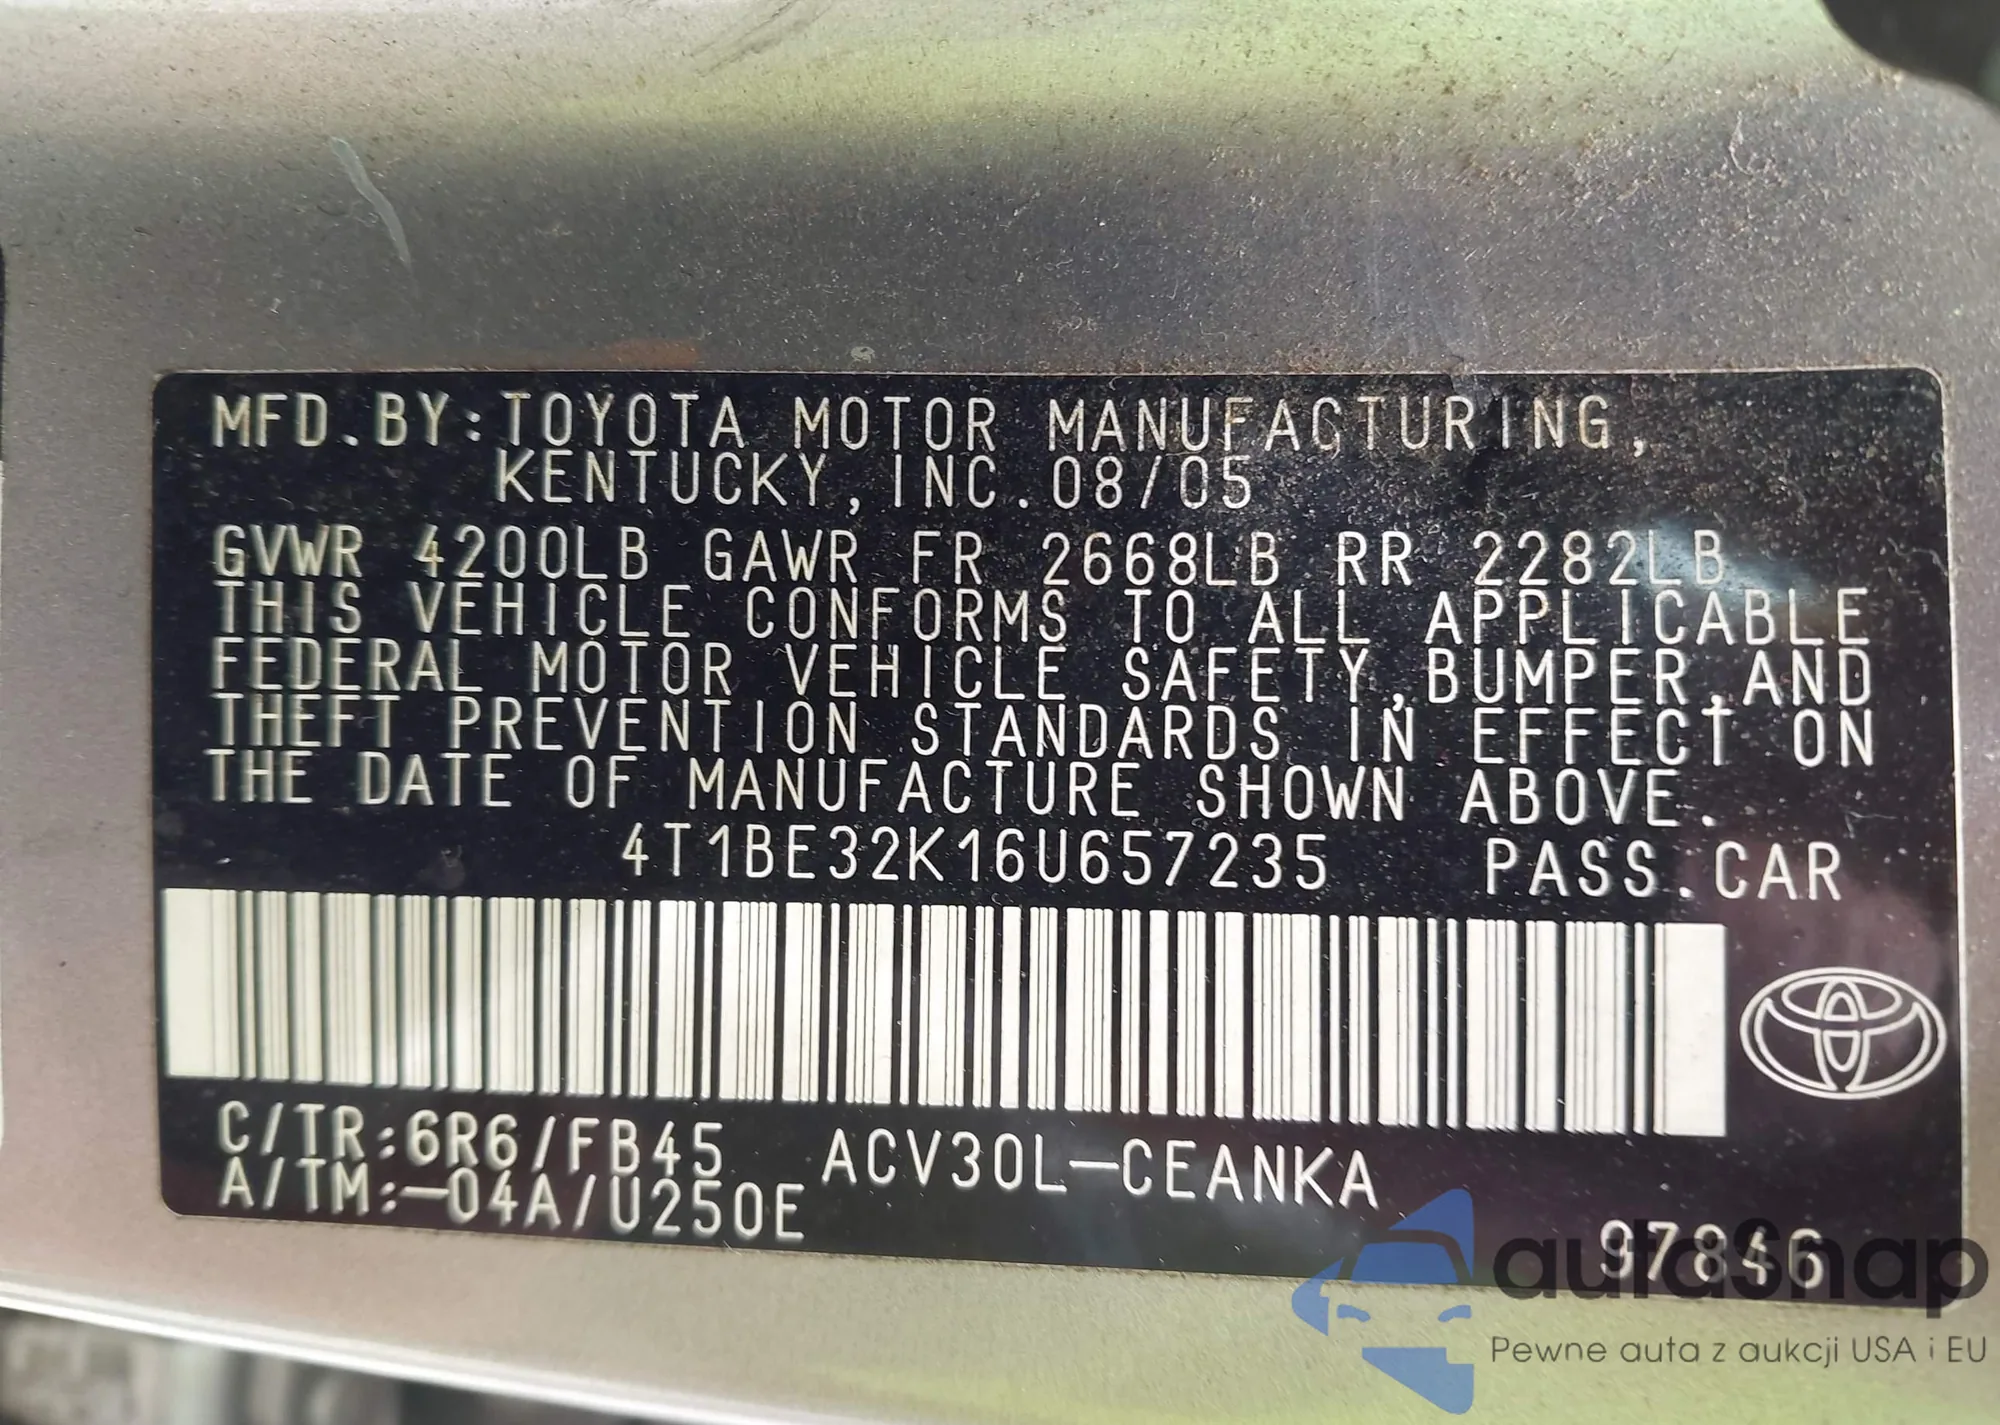 MFD.BY:TOYOTA MOTOR MANUFACTURING,
KENTUCKY,INC.08/05
GVWR 4200LB GAWR FR 2668LB RR 2282LB
THIS VEHICLE CONFORMS TO ALL APPLICABLE
FEDERAL MOTOR VEHICLE SAFETY,BUMPER,AND
THEFT PREVENTION STANDARDS IN EFFECT ON
THE DATE OF MANUFACTURE SHOWN ABOVE.
4T1BE32K16U657235 PASS.CAR
C/TR:6R6/FB45 ACV30L-CEANKA
A/TM:-04A/U250E
97846
autoSnap
Pewne auta z aukcji USA i EU